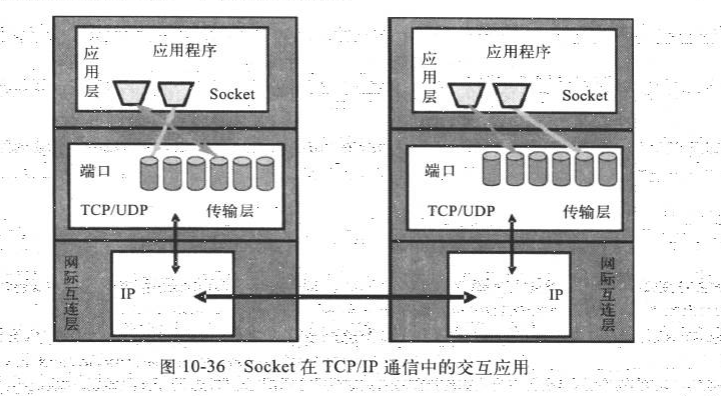 应用层
应用程序
Socket
端口
TCP/UDP
传输层
网际互连层
IP
应用层
应用程序
Socket
端口
TCP/UDP
传输层
IP
网际互连层
图 10-36 Socket 在 TCP/IP 通信中的交互应用